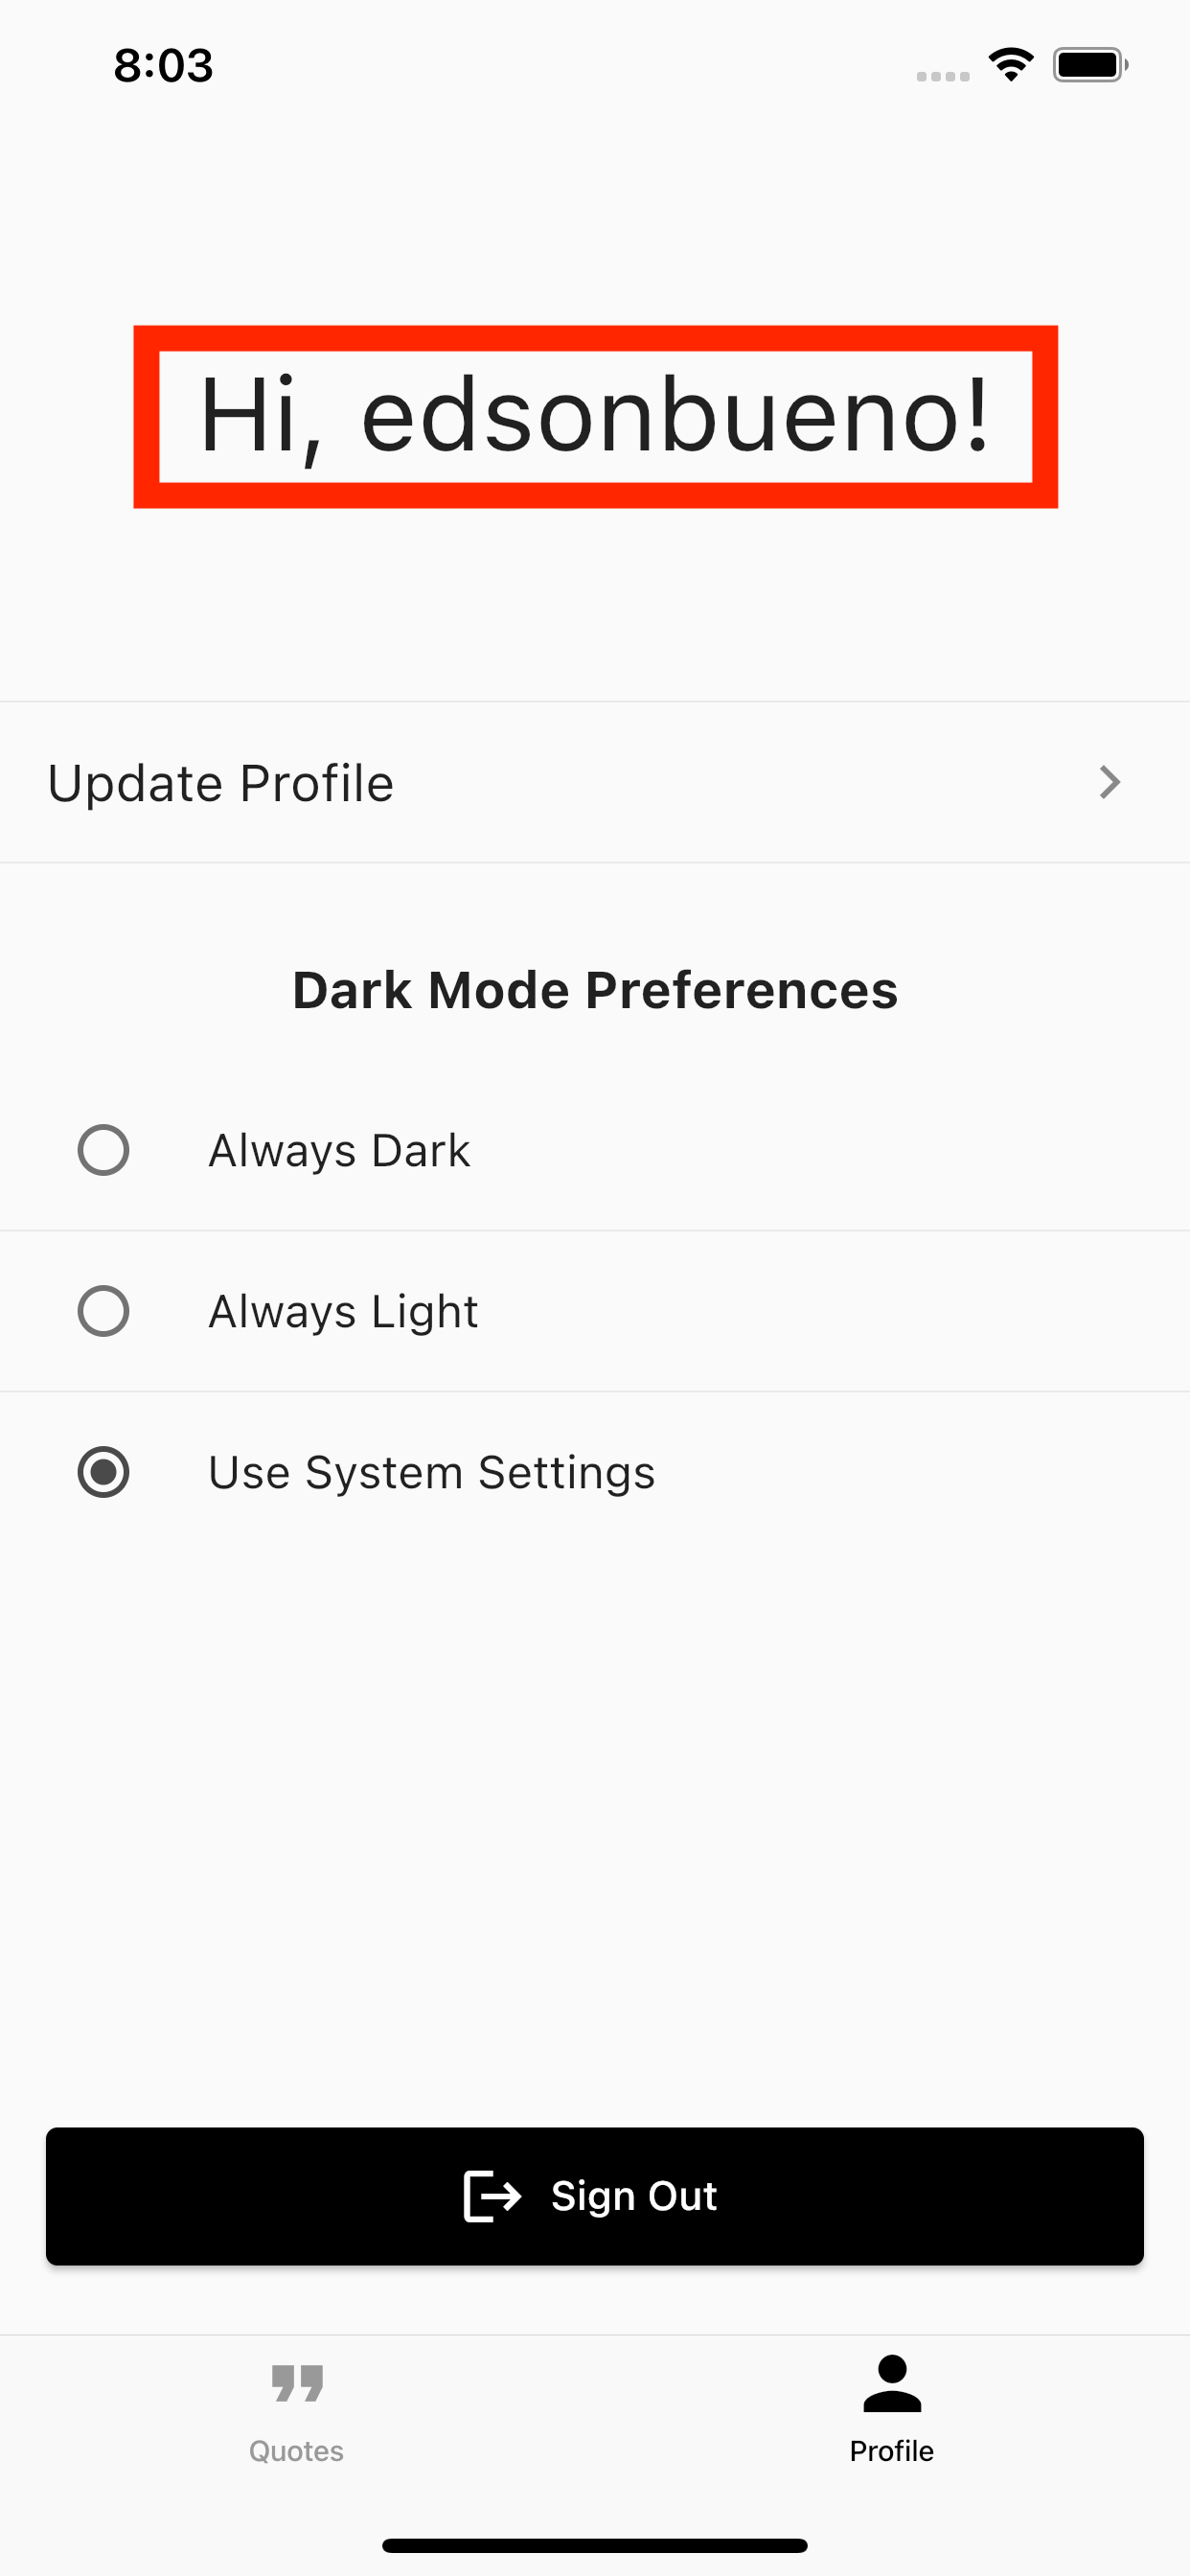 8:03
Hi, edsonbueno!
Update Profile
Dark Mode Preferences
Always Dark
Always Light
Use System Settings
Sign Out
Quotes
Profile